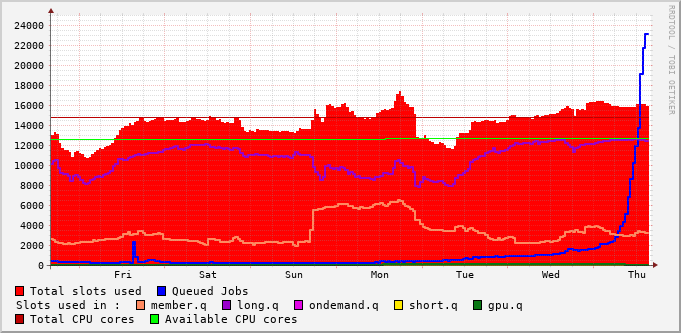 24000
22000
20000
18000
16000
14000
12000
10000
8000
6000
4000
2000
0
Fri Sat Sun Mon Tue Wed Thu
Total slots used Queued Jobs
Slots used in : member.q long.q ondemand.q short.q gpu.q
Total CPU cores Available CPU cores
RRDTOOL / TOBI OETIKER